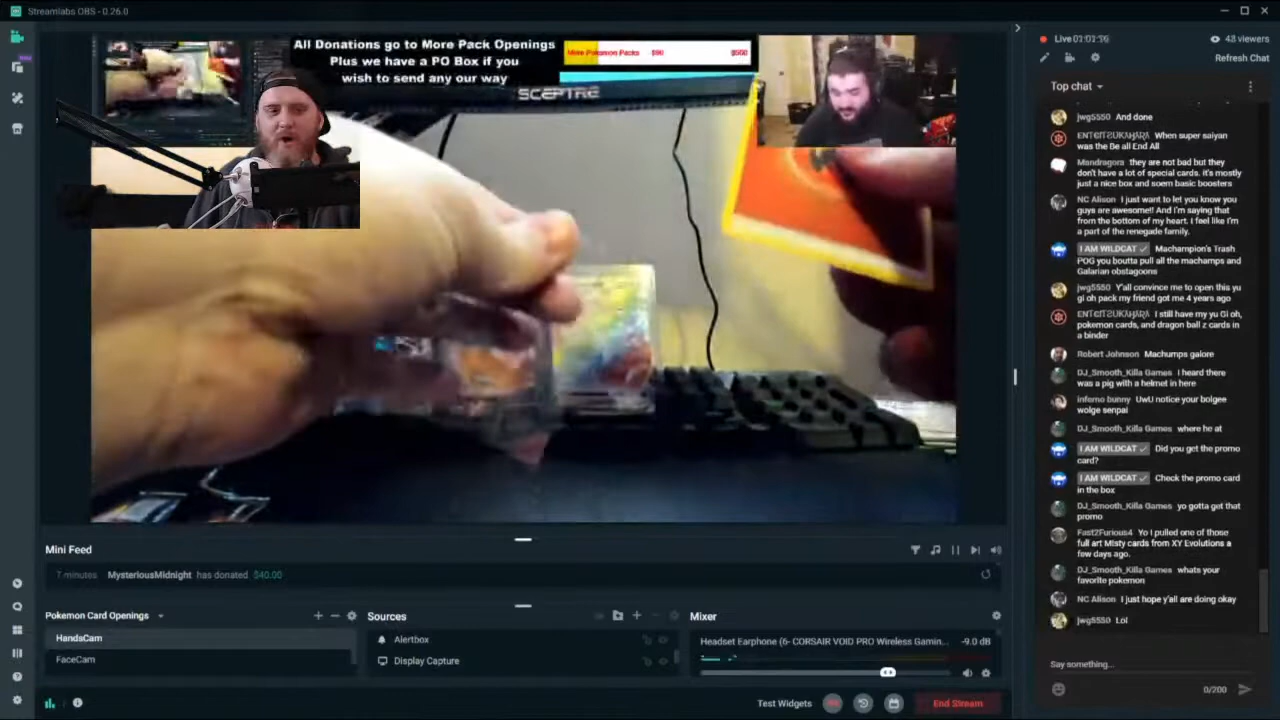 Streamlabs OBS - 0.26.0
All Donations go to More Pack Openings
Plus we have a PO Box if you
wish to send any our way
More Pokemon Packs $90 $500
SCEPTRE
Live 01:01:16
43 viewers
Refresh Chat
Top chat
jwg5550 And done
When super saiyan
was the Be all End All
Mandragora they are not bad but they
don't have a lot of special cards. it's mostly
just a nice box and soem basic boosters
NC Alison I just want to let you know you
guys are awesome!! And I'm saying that
from the bottom of my heart. I feel like I'm
a part of the renegade family.
I AM WILDCAT Machampion's Trash
POG you boutta pull all the machamps and
Galarian obstagoons
jwg5550 Y'all convince me to open this yu
gi oh pack my friend got me 4 years ago
I still have my yu Gi oh,
pokemon cards, and dragon ball z cards in
a binder
Robert Johnson Machumps galore
DJ_Smooth_Killa Games I heard there
was a pig with a helmet in here
inferno bunny UwU notice your bolgee
wolge senpai
DJ_Smooth_Killa Games where he at
I AM WILDCAT Did you get the promo
card?
I AM WILDCAT Check the promo card
in the box
DJ_Smooth_Killa Games yo gotta get that
promo
Fast2Furious4 Yo I pulled one of those
full art Misty cards from XY Evolutions a
few days ago.
DJ_Smooth_Killa Games whats your
favorite pokemon
NC Alison I just hope y'all are doing okay
jwg5550 Lol
Say something...
0/200
Mini Feed
7 minutes MysteriousMidnight has donated $40.00
Pokemon Card Openings
HandsCam
FaceCam
Sources
Alertbox
Display Capture
Mixer
Headset Earphone (6- CORSAIR VOID PRO Wireless Gamin... -9.0 dB
Test Widgets
End Stream